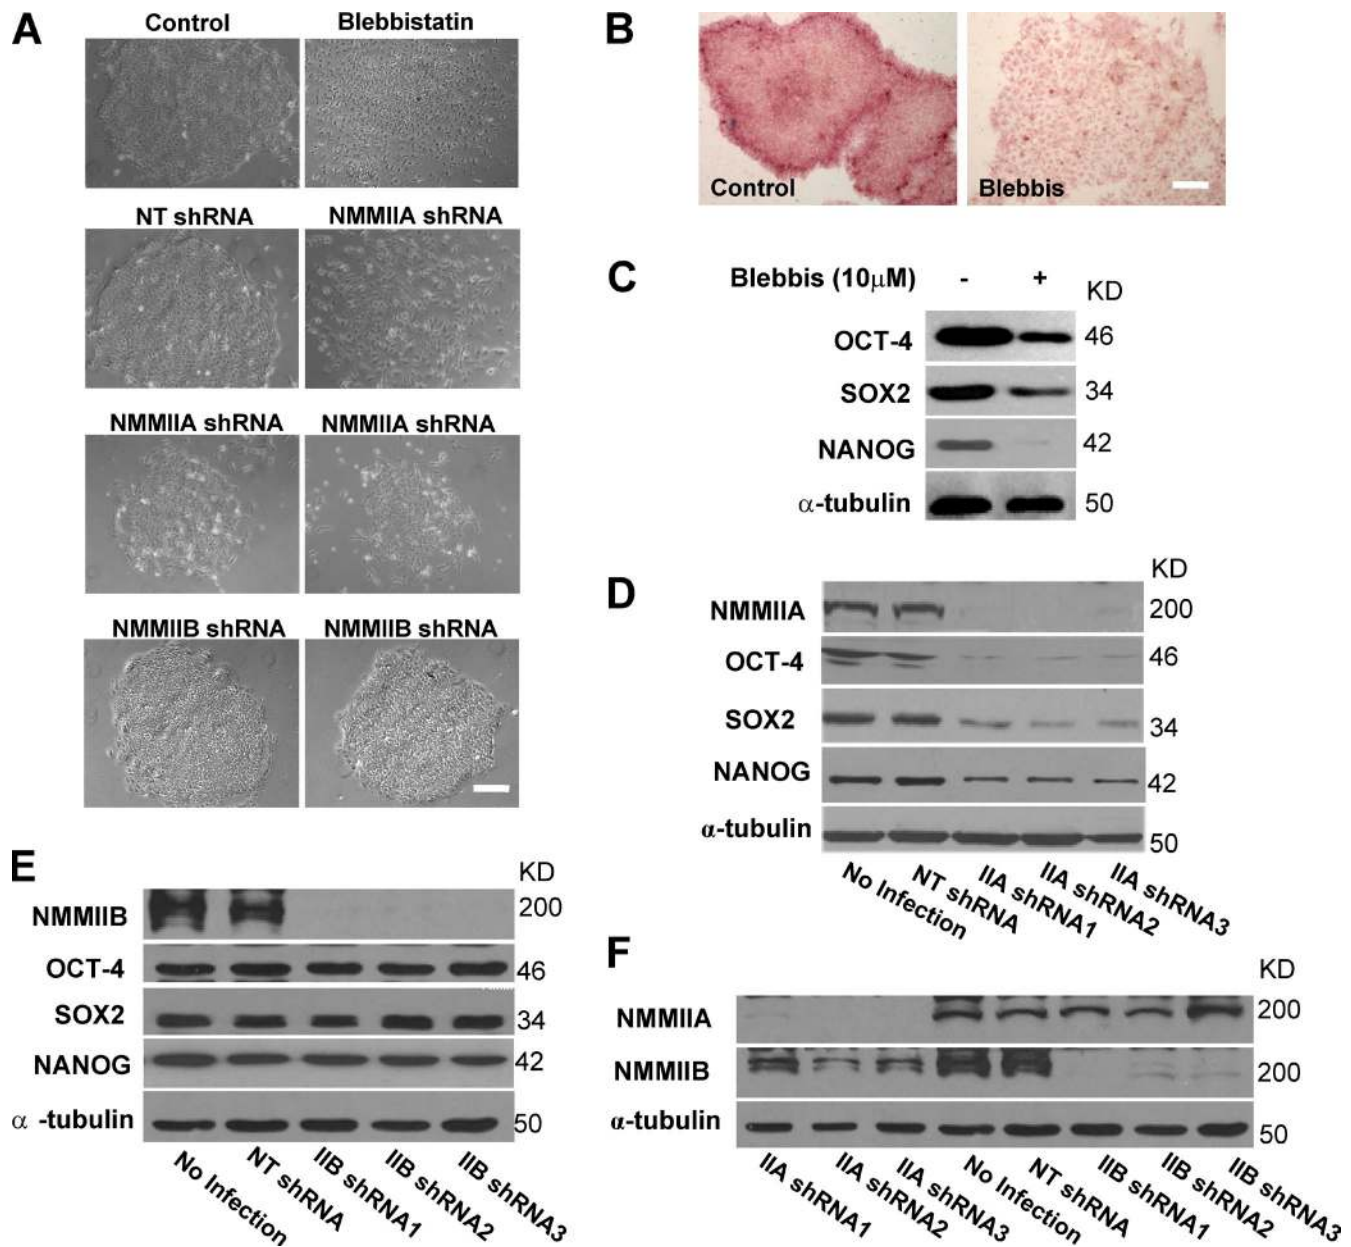 A
Control Blebbistatin
NT shRNA NMMIIA shRNA
NMMIIA shRNA NMMIIA shRNA
NMMIIB shRNA NMMIIB shRNA
B
Control Blebbis
C
Blebbis (10μM) - + KD
OCT-4 46
SOX2 34
NANOG 42
α-tubulin 50
D
KD
NMMIIA 200
OCT-4 46
SOX2 34
NANOG 42
α-tubulin 50
No Infection NT shRNA IIA shRNA1 IIA shRNA2 IIA shRNA3
E
KD
NMMIIB 200
OCT-4 46
SOX2 34
NANOG 42
α -tubulin 50
No Infection NT shRNA IIB shRNA1 IIB shRNA2 IIB shRNA3
F
KD
NMMIIA 200
NMMIIB 200
α-tubulin 50
IIA shRNA1 IIA shRNA2 IIA shRNA3 No Infection NT shRNA IIB shRNA1 IIB shRNA2 IIB shRNA3